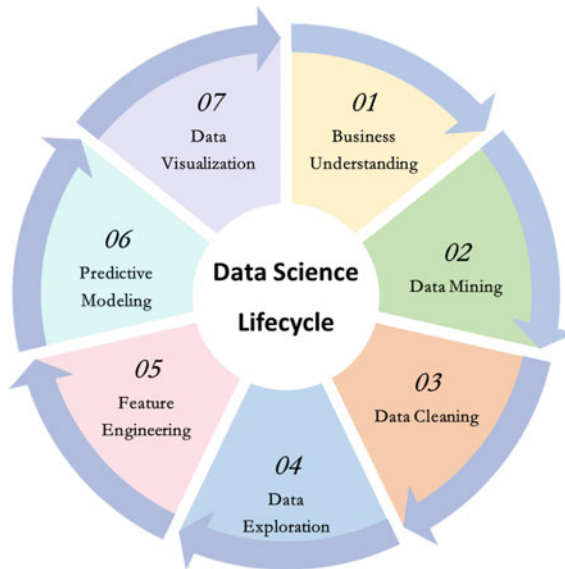 Data Science
Lifecycle
01
Business
Understanding
02
Data Mining
03
Data Cleaning
04
Data
Exploration
05
Feature
Engineering
06
Predictive
Modeling
07
Data
Visualization